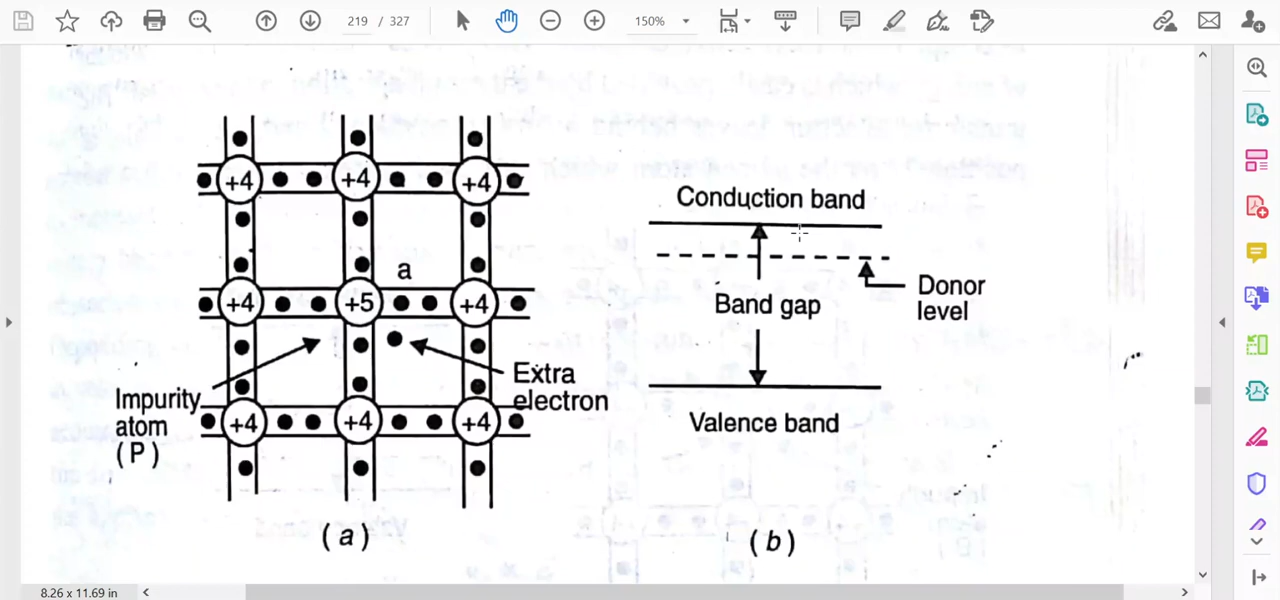 219 / 327
150%
+4
+4
+4
+4
+5
a
+4
+4
+4
+4
Impurity
atom
(P)
Extra
electron
(a)
Conduction band
Band gap
Donor
level
Valence band
(b)
8.26 x 11.69 in